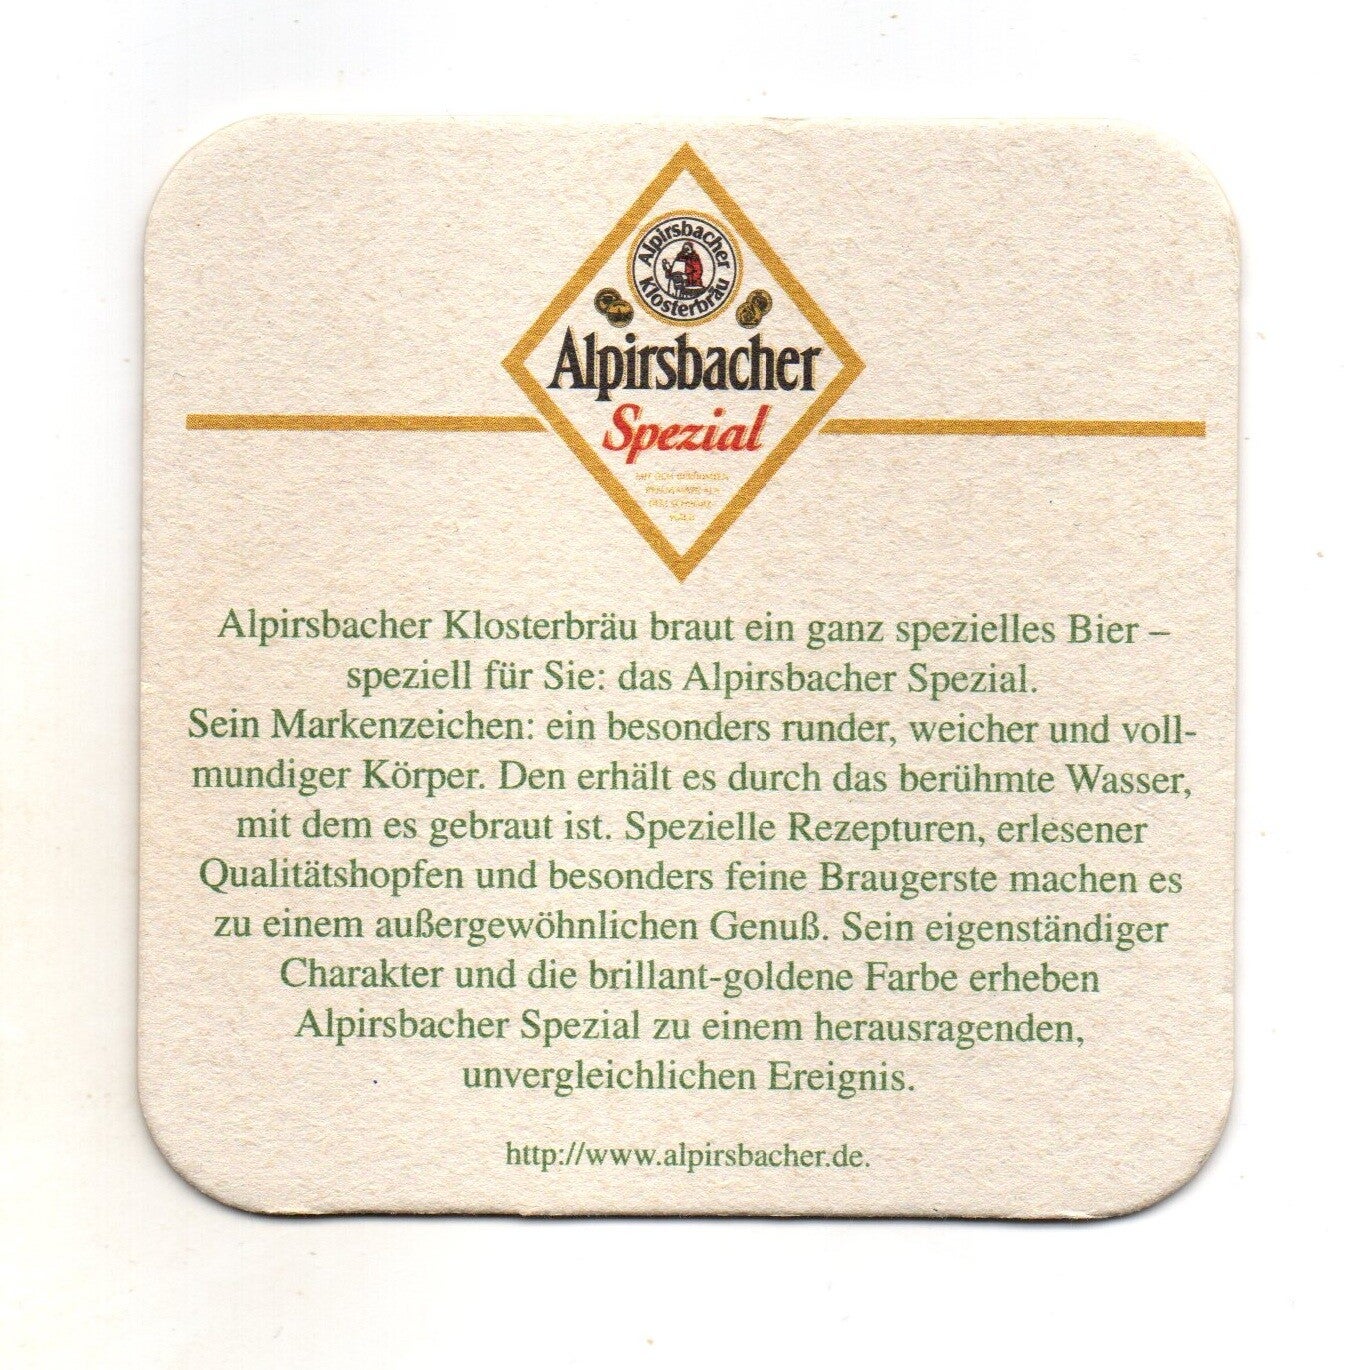 Alpirsbacher
Klosterbräu
Alpirsbacher
Spezial
Alpirsbacher Klosterbräu braut ein ganz spezielles Bier –
speziell für Sie: das Alpirsbacher Spezial.
Sein Markenzeichen: ein besonders runder, weicher und voll-
mundiger Körper. Den erhält es durch das berühmte Wasser,
mit dem es gebraut ist. Spezielle Rezepturen, erlesener
Qualitätshopfen und besonders feine Braugerste machen es
zu einem außergewöhnlichen Genuß. Sein eigenständiger
Charakter und die brillant-goldene Farbe erheben
Alpirsbacher Spezial zu einem herausragenden,
unvergleichlichen Ereignis.
http://www.alpirsbacher.de.